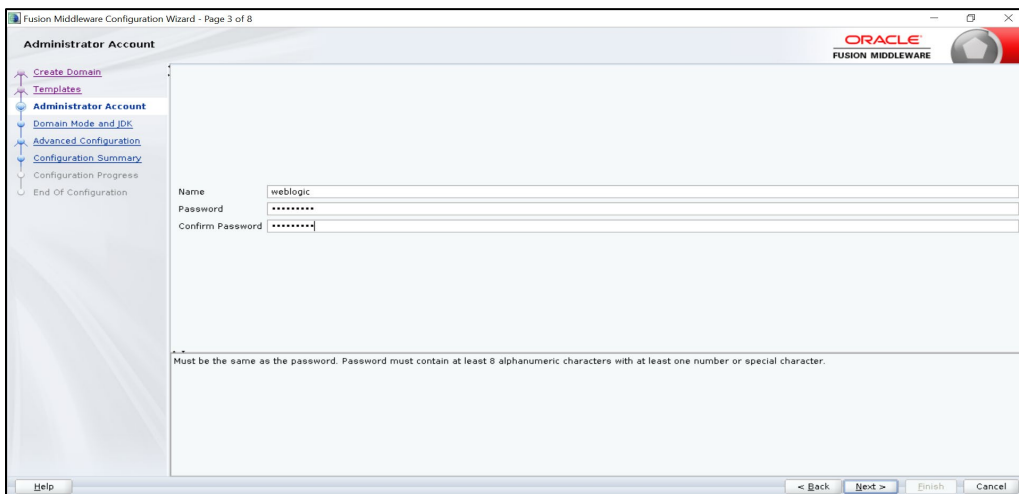 Fusion Middleware Configuration Wizard - Page 3 of 8
Administrator Account
ORACLE
FUSION MIDDLEWARE
Create Domain
Templates
Administrator Account
Domain Mode and JDK
Advanced Configuration
Configuration Summary
Configuration Progress
End Of Configuration
Name weblogic
Password •••••••••
Confirm Password •••••••••
Must be the same as the password. Password must contain at least 8 alphanumeric characters with at least one number or special character.
Help < Back Next > Finish Cancel